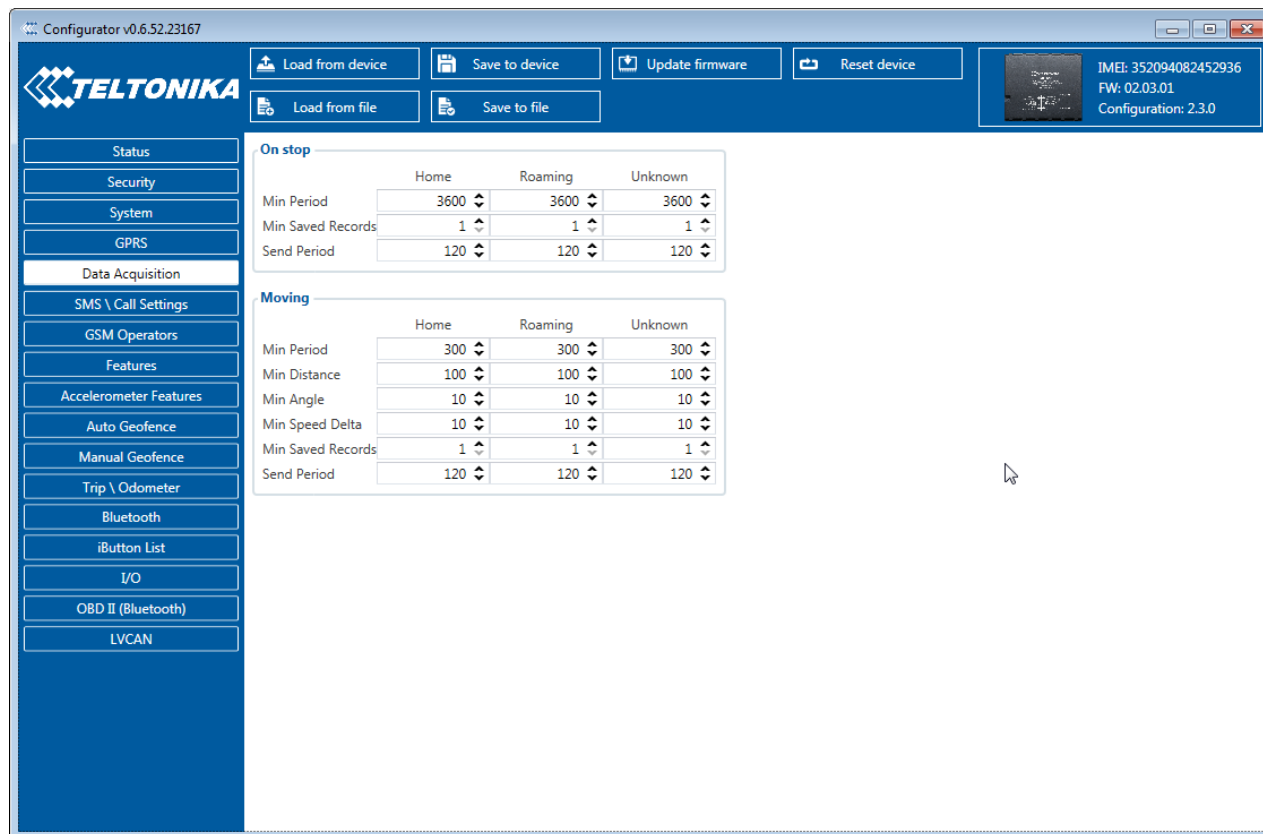 Configurator v0.6.52.23167
TELTONIKA
Load from device
Save to device
Update firmware
Reset device
Load from file
Save to file
IMEI: 352094082452936
FW: 02.03.01
Configuration: 2.3.0
Status
Security
System
GPRS
Data Acquisition
SMS \ Call Settings
GSM Operators
Features
Accelerometer Features
Auto Geofence
Manual Geofence
Trip \ Odometer
Bluetooth
iButton List
I/O
OBD II (Bluetooth)
LVCAN
On stop
Home Roaming Unknown
Min Period 3600 3600 3600
Min Saved Records 1 1 1
Send Period 120 120 120
Moving
Home Roaming Unknown
Min Period 300 300 300
Min Distance 100 100 100
Min Angle 10 10 10
Min Speed Delta 10 10 10
Min Saved Records 1 1 1
Send Period 120 120 120